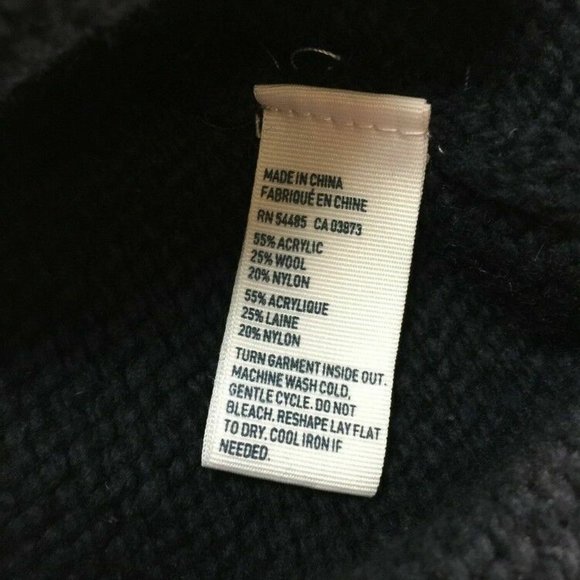 MADE IN CHINA
FABRIQUÉ EN CHINE
RN 54485 CA 03873
55% ACRYLIC
25% WOOL
20% NYLON
55% ACRYLIQUE
25% LAINE
20% NYLON
TURN GARMENT INSIDE OUT.
MACHINE WASH COLD,
GENTLE CYCLE. DO NOT
BLEACH. RESHAPE LAY FLAT
TO DRY. COOL IRON IF
NEEDED.